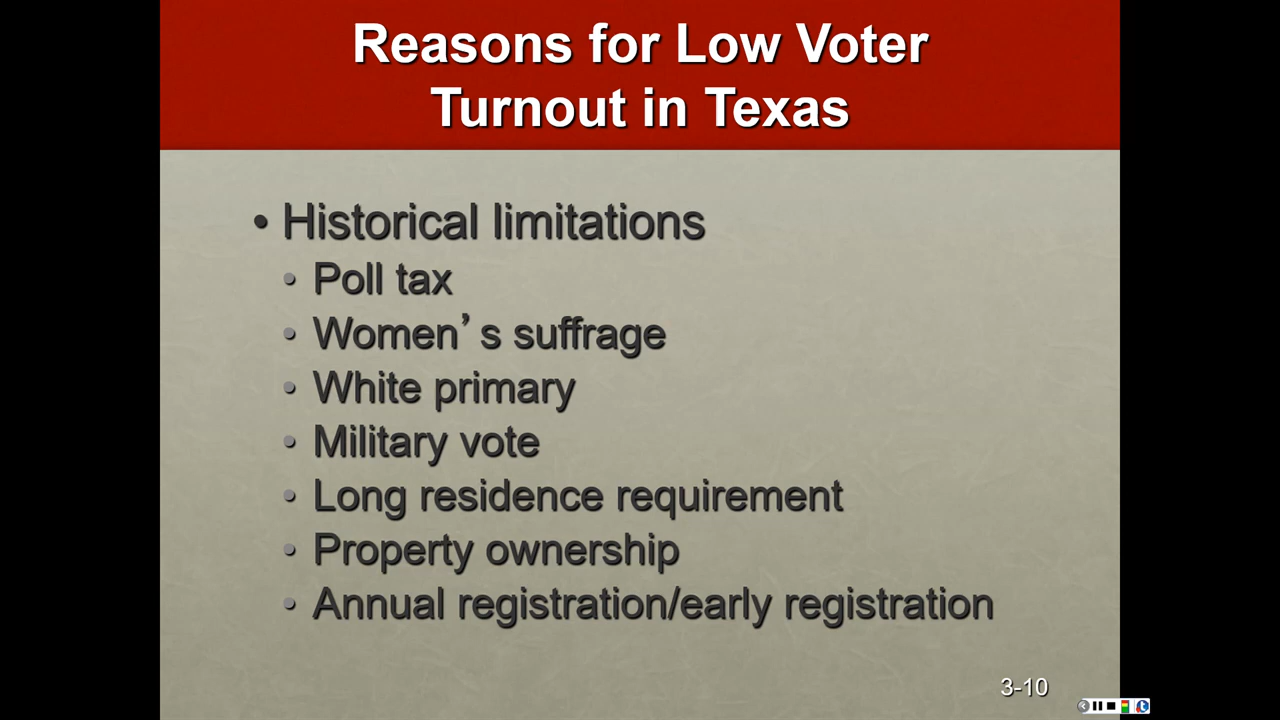 Reasons for Low Voter
Turnout in Texas
• Historical limitations
• Poll tax
• Women’s suffrage
• White primary
• Military vote
• Long residence requirement
• Property ownership
• Annual registration/early registration
3-10